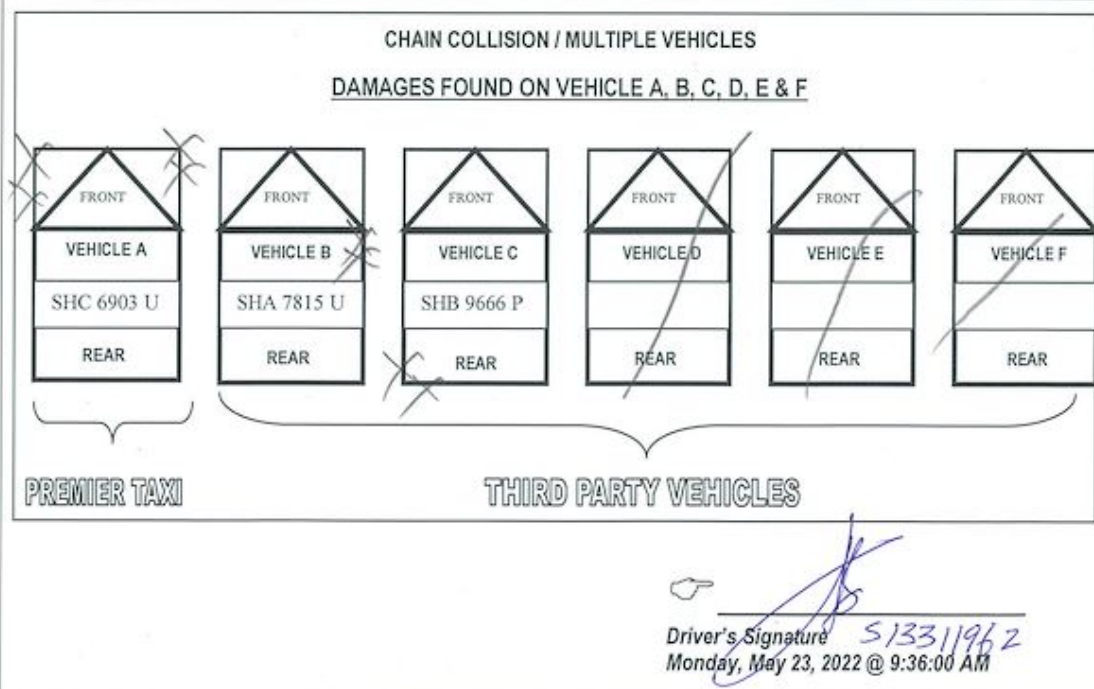 CHAIN COLLISION / MULTIPLE VEHICLES
DAMAGES FOUND ON VEHICLE A, B, C, D, E & F
FRONT FRONT FRONT FRONT FRONT FRONT
VEHICLE A VEHICLE B VEHICLE C VEHICLE D VEHICLE E VEHICLE F
SHC 6903 U SHA 7815 U SHB 9666 P
REAR REAR REAR REAR REAR REAR
PREMIER TAXI THIRD PARTY VEHICLES
Driver's Signature S13311962
Monday, May 23, 2022 @ 9:36:00 AM